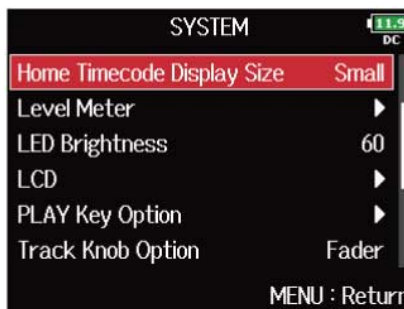 SYSTEM
11.9
DC
Home Timecode Display Size Small
Level Meter
LED Brightness 60
LCD
PLAY Key Option
Track Knob Option Fader
MENU : Return